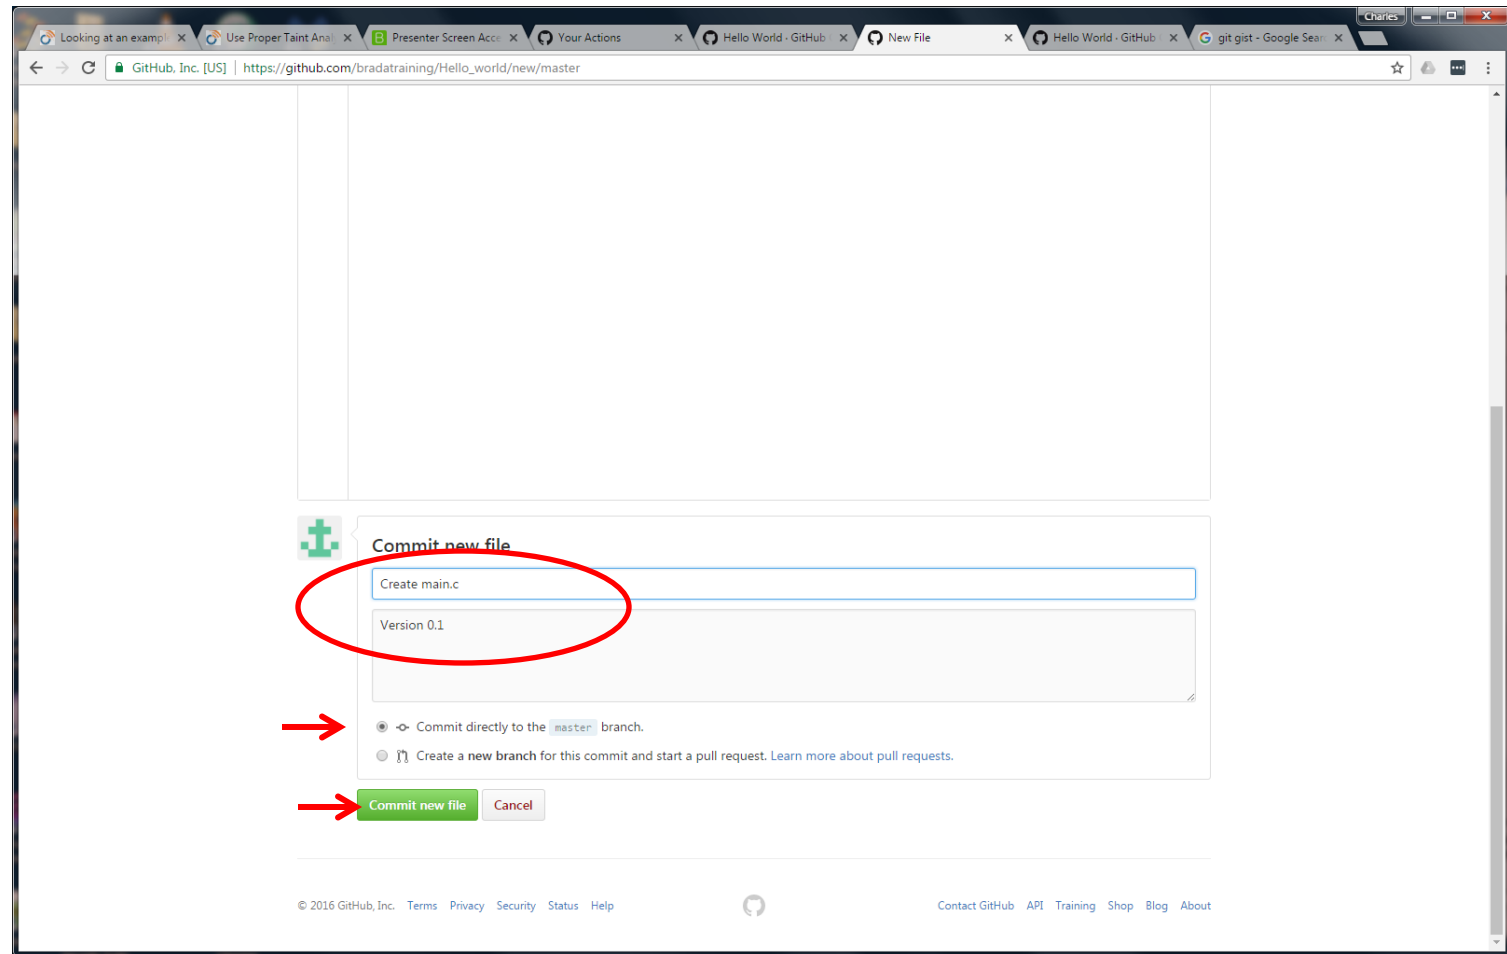 Charles
Looking at an exampl
Use Proper Taint Anal
Presenter Screen Acce
Your Actions
Hello World · GitHub
New File
Hello World · GitHub
git gist - Google Sear
GitHub, Inc. [US] | https://github.com/bradatraining/Hello_world/new/master
Commit new file
Create main.c
Version 0.1
Commit directly to the master branch.
Create a new branch for this commit and start a pull request. Learn more about pull requests.
Commit new file Cancel
© 2016 GitHub, Inc. Terms Privacy Security Status Help Contact GitHub API Training Shop Blog About